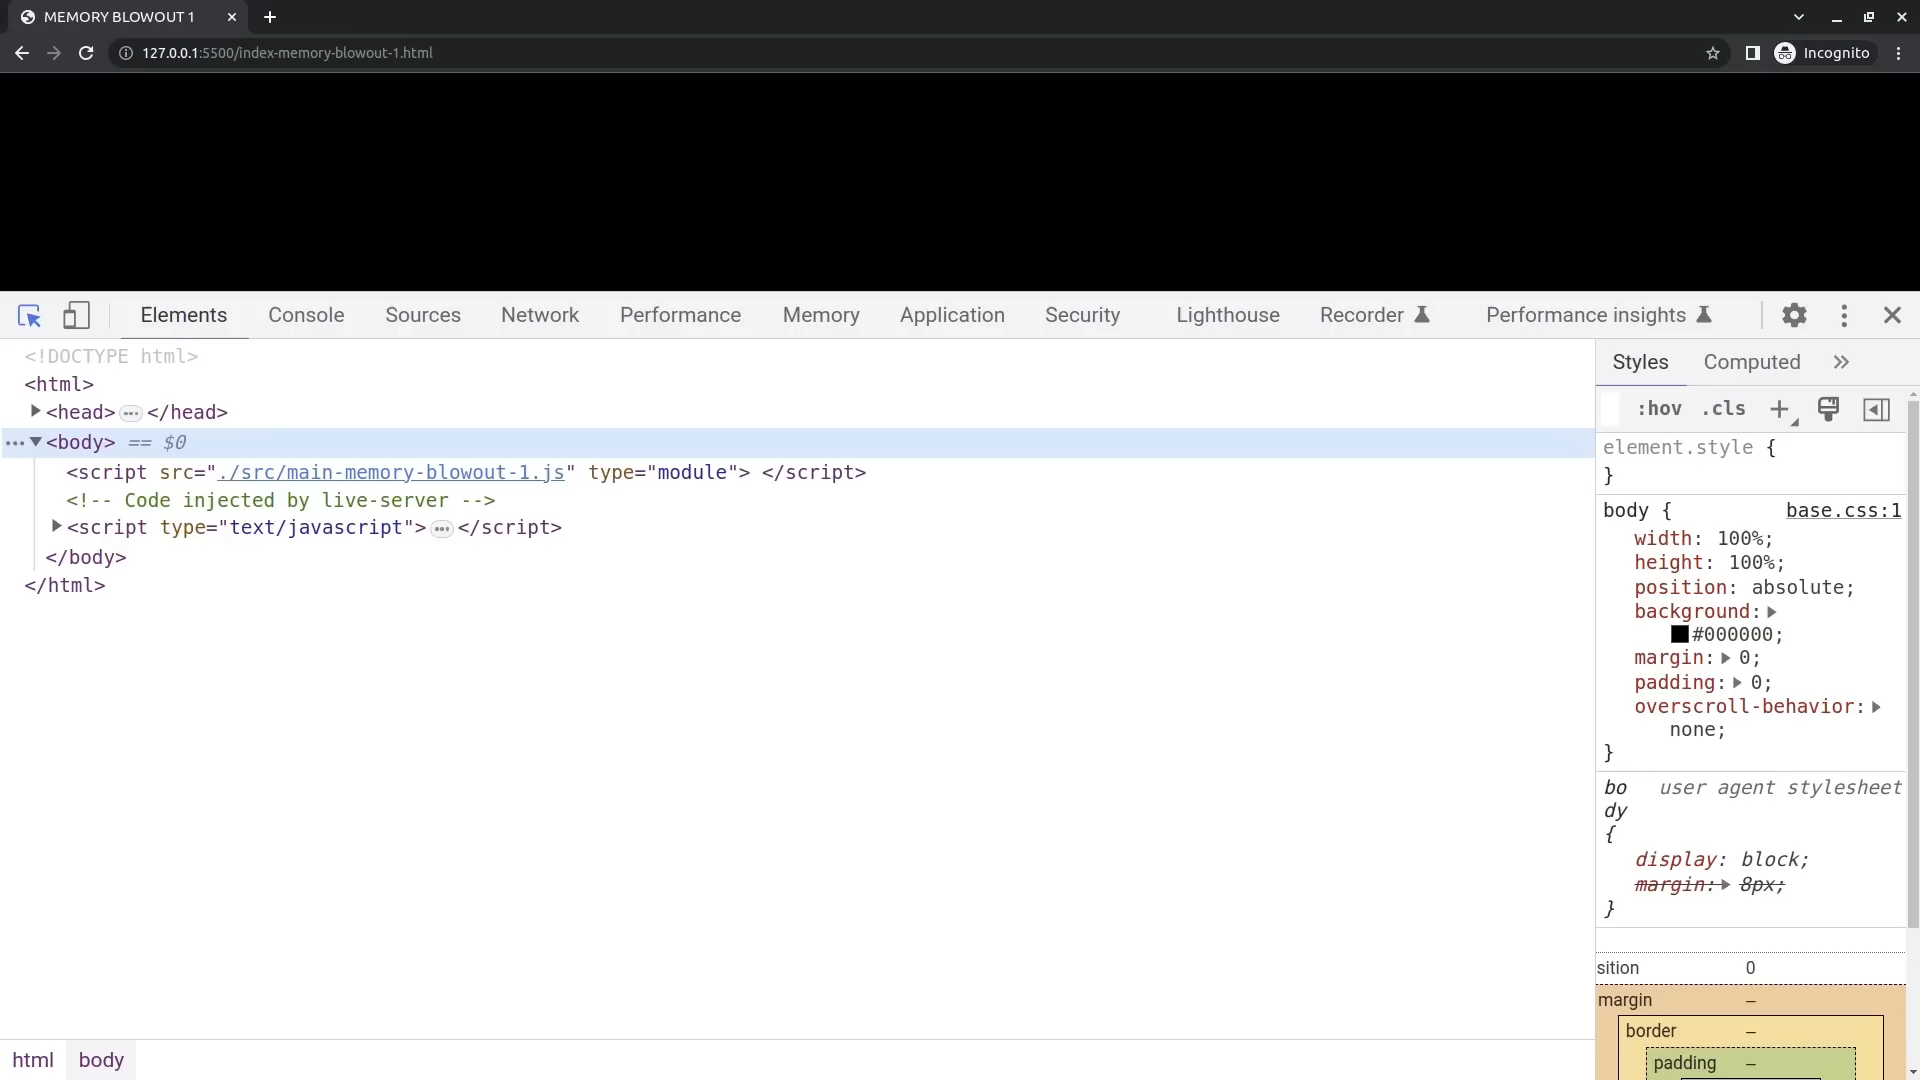 MEMORY BLOWOUT 1
127.0.0.1:5500/index-memory-blowout-1.html
Incognito
Elements Console Sources Network Performance Memory Application Security Lighthouse Recorder Performance insights
<!DOCTYPE html>
<html>
<head> </head>
<body> == $0
<script src="./src/main-memory-blowout-1.js" type="module"> </script>
<!-- Code injected by live-server -->
<script type="text/javascript"> </script>
</body>
</html>
html body
Styles Computed
:hov .cls
element.style {
}
body { base.css:1
width: 100%;
height: 100%;
position: absolute;
background:
#000000;
margin: 0;
padding: 0;
overscroll-behavior:
none;
}
bo user agent stylesheet
dy
{
display: block;
margin: 8px;
}
sition 0
margin –
border –
padding –